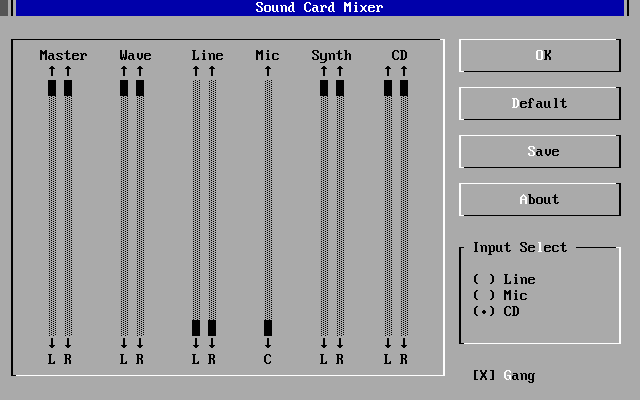 Sound Card Mixer
Master Wave Line Mic Synth CD
L R L R L R C L R L R
OK
Default
Save
About
Input Select
( ) Line
( ) Mic
(•) CD
[X] Gang